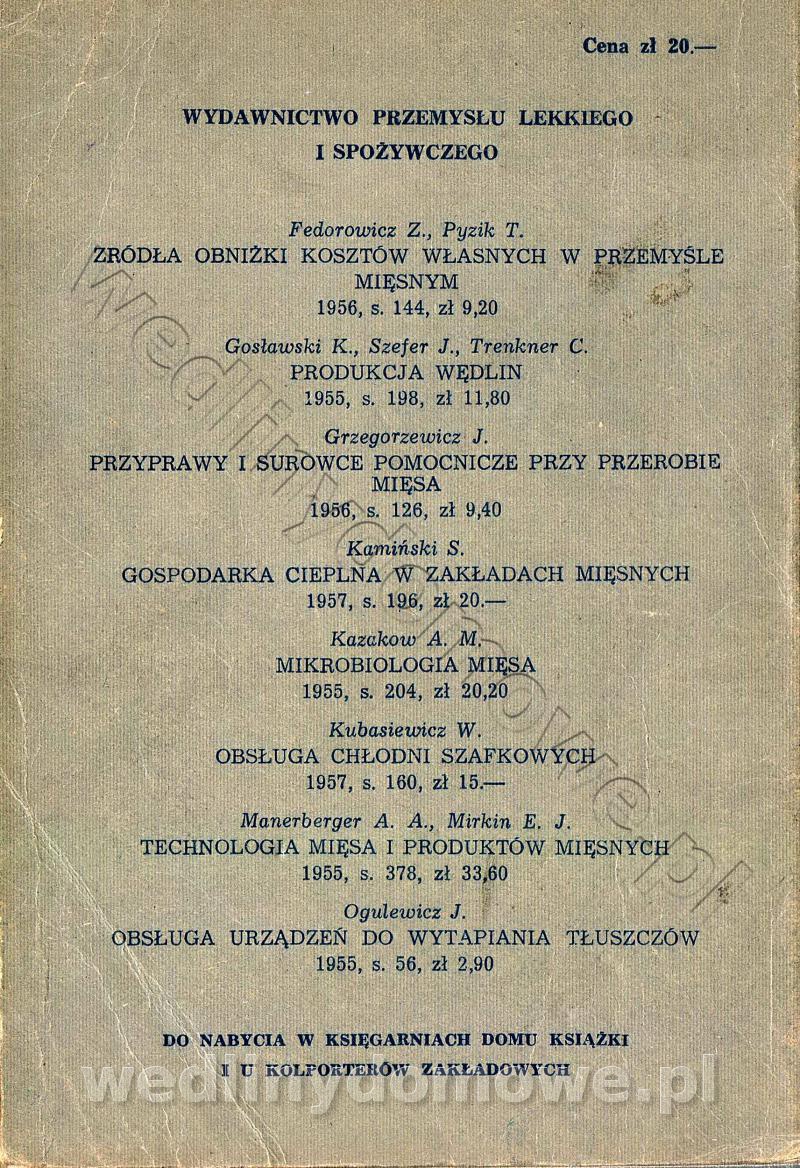 Cena zł 20.—
WYDAWNICTWO PRZEMYSŁU LEKKIEGO
I SPOŻYWCZEGO
Fedorowicz Z., Pyzik T.
ŹRÓDŁA OBNIŻKI KOSZTÓW WŁASNYCH W PRZEMYŚLE
MIĘSNYM
1956, s. 144, zł 9,20
Gosławski K., Szefer J., Trenkner C.
PRODUKCJA WĘDLIN
1955, s. 198, zł 11,80
Grzegorzewicz J.
PRZYPRAWY I SUROWCE POMOCNICZE PRZY PRZEROBIE
MIĘSA
1956, s. 126, zł 9,40
Kamiński S.
GOSPODARKA CIEPLNA W ZAKŁADACH MIĘSNYCH
1957, s. 196, zł 20.—
Kazakow A. M.
MIKROBIOLOGIA MIĘSA
1955, s. 204, zł 20,20
Kubasiewicz W.
OBSŁUGA CHŁODNI SZAFKOWYCH
1957, s. 160, zł 15.—
Manerberger A. A., Mirkin E. J.
TECHNOLOGIA MIĘSA I PRODUKTÓW MIĘSNYCH
1955, s. 378, zł 33,60
Ogulewicz J.
OBSŁUGA URZĄDZEŃ DO WYTAPIANIA TŁUSZCZÓW
1955, s. 56, zł 2,90
DO NABYCIA W KSIĘGARNIACH DOMU KSIĄŻKI
I U KOLPORTERÓW ZAKŁADOWYCH
wedlinydomowe.pl
wedlinydomowe.pl